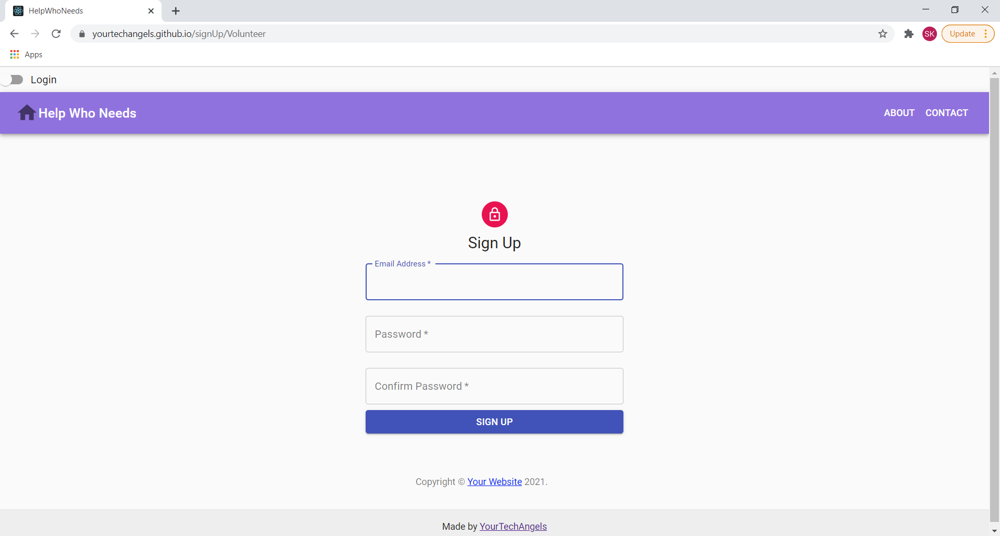 HelpWhoNeeds
yourtechangels.github.io/signUp/Volunteer
SK
Update
Apps
Login
Help Who Needs
ABOUT CONTACT
Sign Up
Email Address *
Password *
Confirm Password *
SIGN UP
Copyright © Your Website 2021.
Made by YourTechAngels